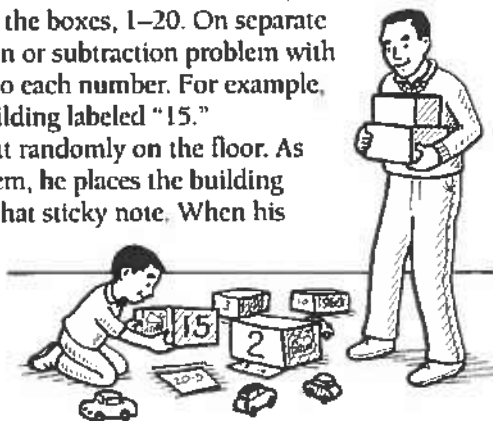 the boxes, 1–20. On separate
n or subtraction problem with
o each number. For example,
ilding labeled “15.”
ut randomly on the floor. As
em, he places the building
hat sticky note. When his
15
2
20-5